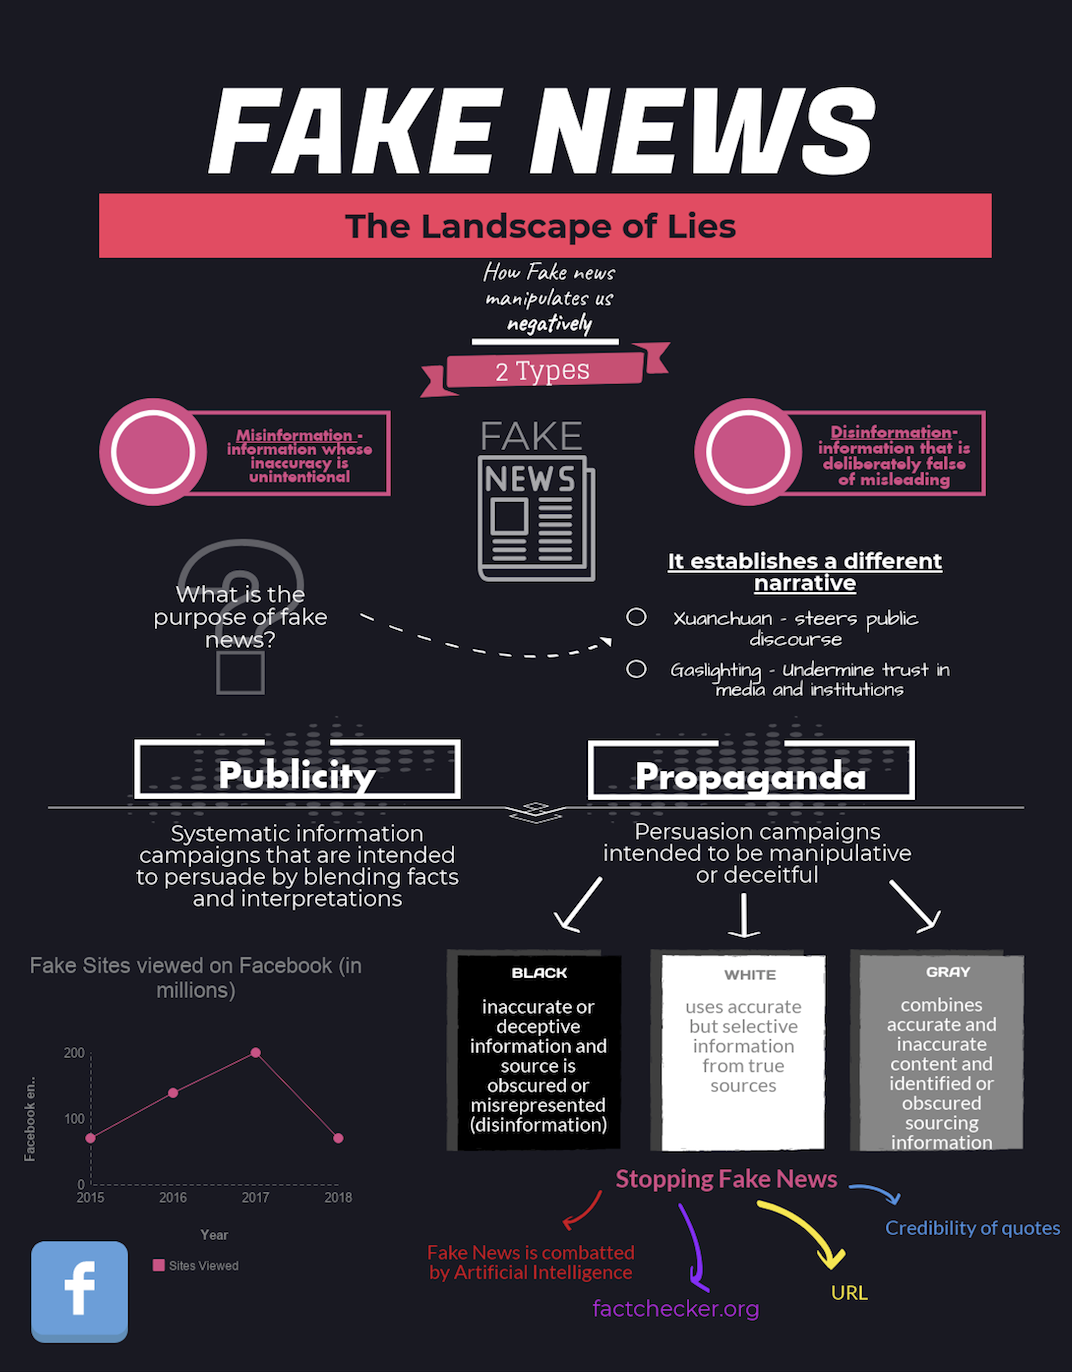 FAKE NEWS
The Landscape of Lies
How Fake news
manipulates us
negatively
2 Types
Misinformation -
information whose
inaccuracy is
unintentional
FAKE
NEWS
Disinformation-
information that is
deliberately false
of misleading
What is the
purpose of fake
news?
It establishes a different
narrative
Xuanchuan - steers public
discourse
Gaslighting - Undermine trust in
media and institutions
Publicity
Systematic information
campaigns that are intended
to persuade by blending facts
and interpretations
Propaganda
Persuasion campaigns
intended to be manipulative
or deceitful
BLACK
inaccurate or
deceptive
information and
source is
obscured or
misrepresented
(disinformation)
WHITE
uses accurate
but selective
information
from true
sources
GRAY
combines
accurate and
inaccurate
content and
identified or
obscured
sourcing
information
Fake Sites viewed on Facebook (in
millions)
Facebook en..
200
100
0
2015 2016 2017 2018
Year
Sites Viewed
f
Stopping Fake News
Fake News is combatted
by Artificial Intelligence
factchecker.org
URL
Credibility of quotes